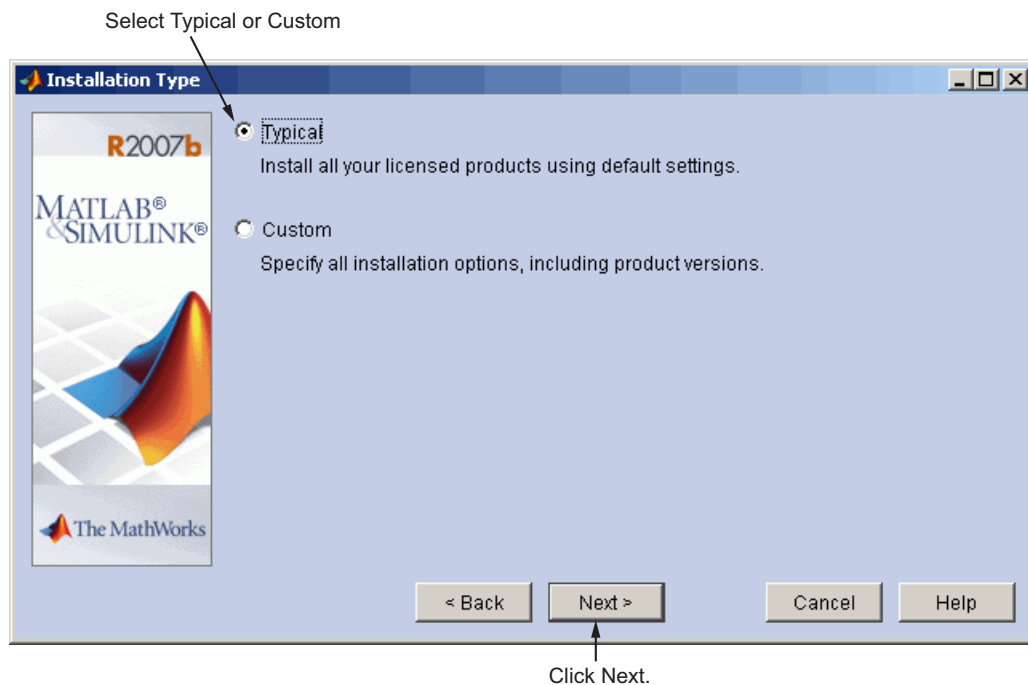 Select Typical or Custom
Installation Type
R2007b
MATLAB®
&SIMULINK®
The MathWorks
Typical
Install all your licensed products using default settings.
Custom
Specify all installation options, including product versions.
< Back
Next >
Cancel
Help
Click Next.